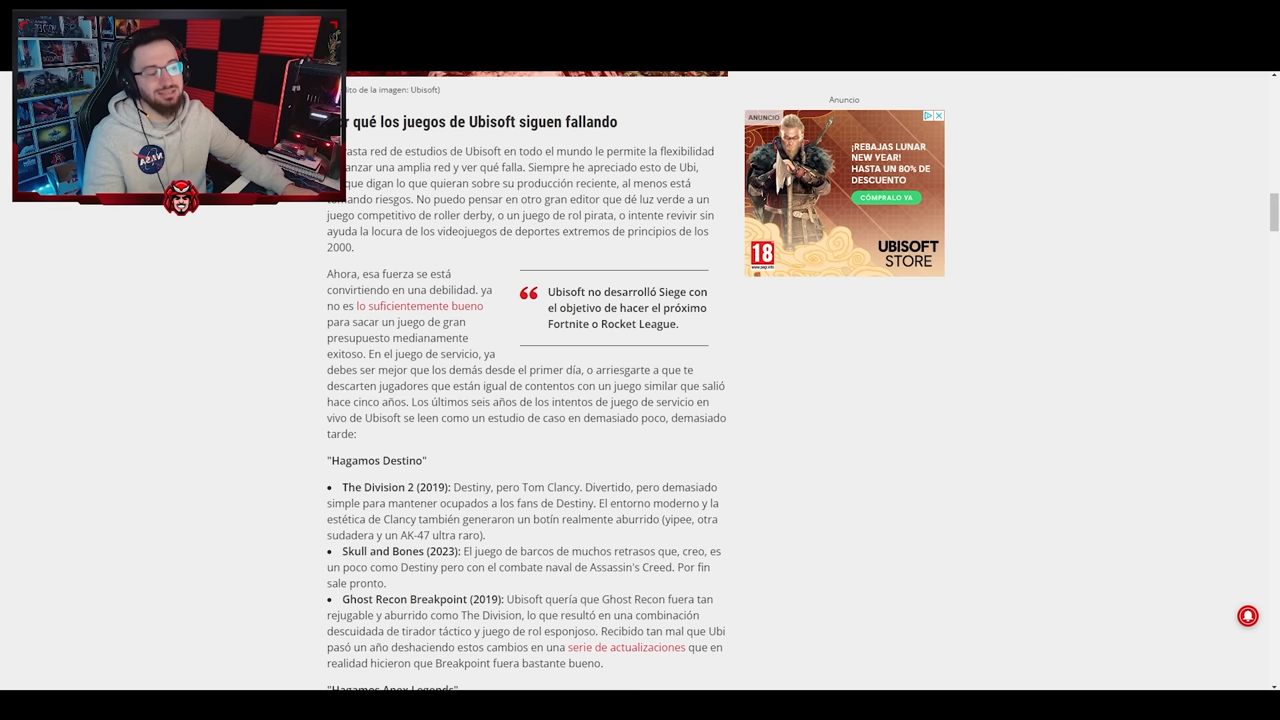 NASA
ito de la imagen: Ubisoft)
r qué los juegos de Ubisoft siguen fallando
asta red de estudios de Ubisoft en todo el mundo le permite la flexibilidad
anzar una amplia red y ver qué falla. Siempre he apreciado esto de Ubi,
que digan lo que quieran sobre su producción reciente, al menos está
mando riesgos. No puedo pensar en otro gran editor que dé luz verde a un
juego competitivo de roller derby, o un juego de rol pirata, o intente revivir sin
ayuda la locura de los videojuegos de deportes extremos de principios de los
2000.
Ahora, esa fuerza se está
convirtiendo en una debilidad. ya
no es lo suficientemente bueno
para sacar un juego de gran
presupuesto medianamente
exitoso. En el juego de servicio, ya
debes ser mejor que los demás desde el primer día, o arriesgarte a que te
descarten jugadores que están igual de contentos con un juego similar que salió
hace cinco años. Los últimos seis años de los intentos de juego de servicio en
vivo de Ubisoft se leen como un estudio de caso en demasiado poco, demasiado
tarde:
Ubisoft no desarrolló Siege con
el objetivo de hacer el próximo
Fortnite o Rocket League.
"Hagamos Destino"
• The Division 2 (2019): Destiny, pero Tom Clancy. Divertido, pero demasiado
simple para mantener ocupados a los fans de Destiny. El entorno moderno y la
estética de Clancy también generaron un botín realmente aburrido (yipee, otra
sudadera y un AK-47 ultra raro).
• Skull and Bones (2023): El juego de barcos de muchos retrasos que, creo, es
un poco como Destiny pero con el combate naval de Assassin's Creed. Por fin
sale pronto.
• Ghost Recon Breakpoint (2019): Ubisoft quería que Ghost Recon fuera tan
rejugable y aburrido como The Division, lo que resultó en una combinación
descuidada de tirador táctico y juego de rol esponjoso. Recibido tan mal que Ubi
pasó un año deshaciendo estos cambios en una serie de actualizaciones que en
realidad hicieron que Breakpoint fuera bastante bueno.
"Hagamos Apex Legends"
Anuncio
ANUNCIO
¡REBAJAS LUNAR
NEW YEAR!
HASTA UN 80% DE
DESCUENTO
CÓMPRALO YA
18
www.pegi.info
UBISOFT
STORE